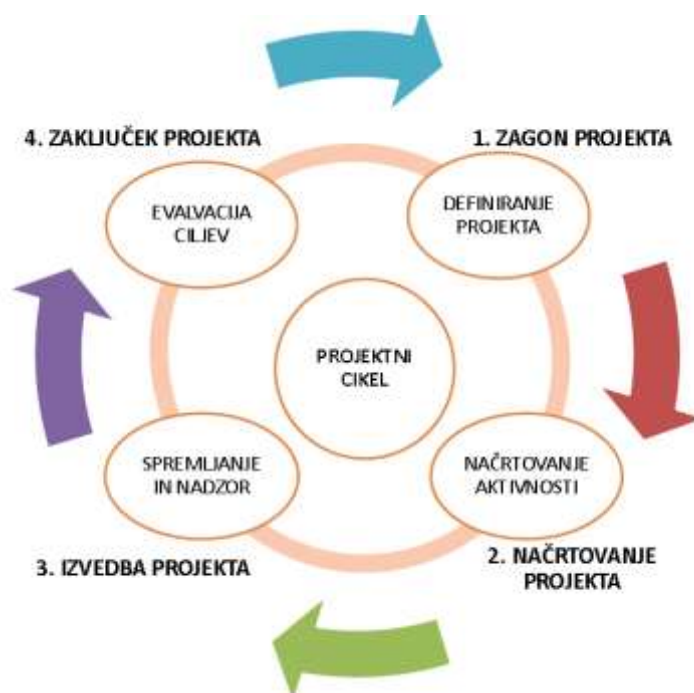 4. ZAKLJUČEK PROJEKTA
1. ZAGON PROJEKTA
EVALVACIJA
CILJEV
DEFINIRANJE
PROJEKTA
PROJEKTNI
CIKEL
SPREMLJANJE
IN NADZOR
NAČRTOVANJE
AKTIVNOSTI
3. IZVEDBA PROJEKTA
2. NAČRTOVANJE
PROJEKTA